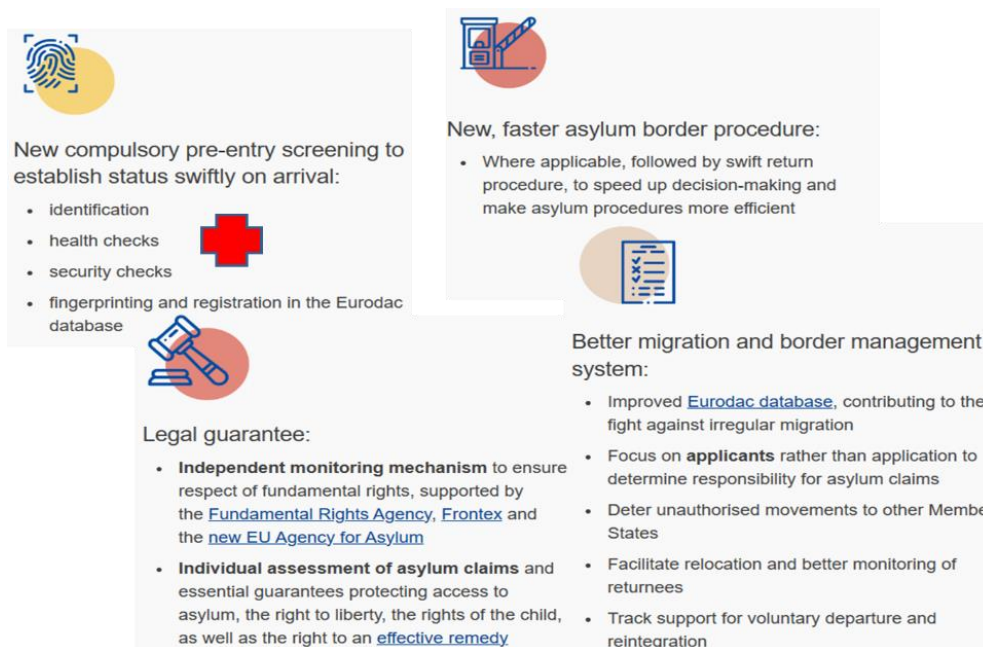 New compulsory pre-entry screening to
establish status swiftly on arrival:
• identification
• health checks
• security checks
• fingerprinting and registration in the Eurodac
database
New, faster asylum border procedure:
• Where applicable, followed by swift return
procedure, to speed up decision-making and
make asylum procedures more efficient
Legal guarantee:
• Independent monitoring mechanism to ensure
respect of fundamental rights, supported by
the Fundamental Rights Agency, Frontex and
the new EU Agency for Asylum
• Individual assessment of asylum claims and
essential guarantees protecting access to
asylum, the right to liberty, the rights of the child,
as well as the right to an effective remedy
Better migration and border management
system:
• Improved Eurodac database, contributing to the
fight against irregular migration
• Focus on applicants rather than application to
determine responsibility for asylum claims
• Deter unauthorised movements to other Membe
States
• Facilitate relocation and better monitoring of
returnees
• Track support for voluntary departure and
reintegration